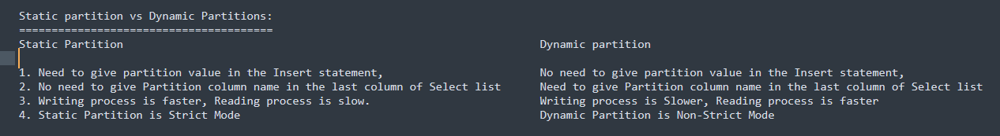 Static partition vs Dynamic Partitions:
=======================================
Static Partition Dynamic partition
1. Need to give partition value in the Insert statement, No need to give partition value in the Insert statement,
2. No need to give Partition column name in the last column of Select list Need to give Partition column name in the last column of Select list
3. Writing process is faster, Reading process is slow. Writing process is Slower, Reading process is faster
4. Static Partition is Strict Mode Dynamic Partition is Non-Strict Mode